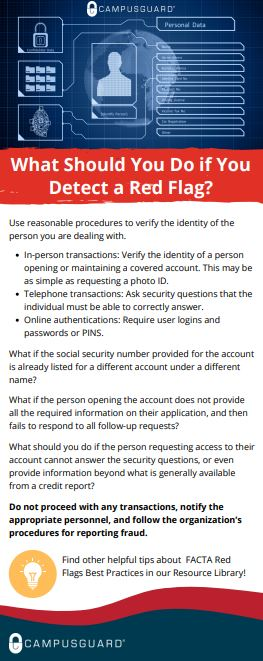 CAMPUSGUARD®
Personal Data
What Should You Do if You
Detect a Red Flag?
Use reasonable procedures to verify the identity of the
person you are dealing with.
• In-person transactions: Verify the identity of a person
opening or maintaining a covered account. This may be
as simple as requesting a photo ID.
• Telephone transactions: Ask security questions that the
individual must be able to correctly answer.
• Online authentications: Require user logins and
passwords or PINS.
What if the social security number provided for the account
is already listed for a different account under a different
name?
What if the person opening the account does not provide
all the required information on their application, and then
fails to respond to all follow-up requests?
What should you do if the person requesting access to their
account cannot answer the security questions, or even
provide information beyond what is generally available
from a credit report?
Do not proceed with any transactions, notify the
appropriate personnel, and follow the organization's
procedures for reporting fraud.
Find other helpful tips about FACTA Red
Flags Best Practices in our Resource Library!
CAMPUSGUARD®